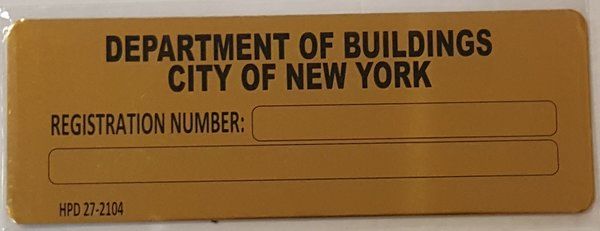 DEPARTMENT OF BUILDINGS
CITY OF NEW YORK
REGISTRATION NUMBER:
HPD 27-2104